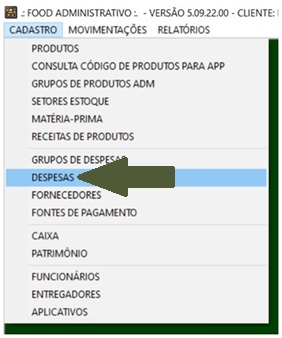 .: FOOD ADMINISTRATIVO :. - VERSÃO 5.09.22.00 - CLIENTE:
CADASTRO MOVIMENTAÇÕES RELATÓRIOS
PRODUTOS
CONSULTA CÓDIGO DE PRODUTOS PARA APP
GRUPOS DE PRODUTOS ADM
SETORES ESTOQUE
MATÉRIA-PRIMA
RECEITAS DE PRODUTOS
GRUPOS DE DESPESAS
DESPESAS
FORNECEDORES
FONTES DE PAGAMENTO
CAIXA
PATRIMÔNIO
FUNCIONÁRIOS
ENTREGADORES
APLICATIVOS